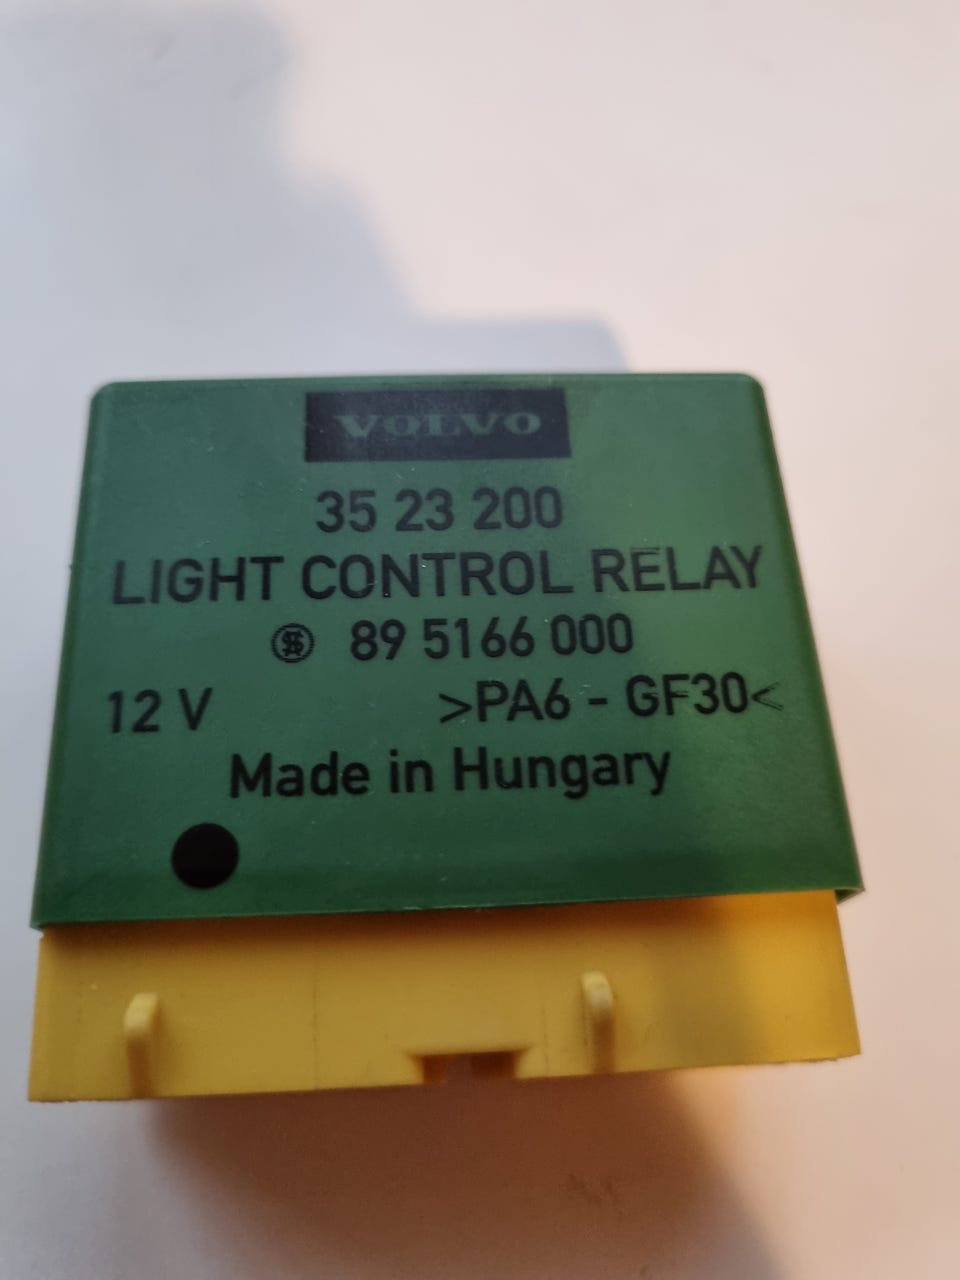 VOLVO
35 23 200
LIGHT CONTROL RELAY
89 5166 000
12 V >PA6 - GF30<
Made in Hungary